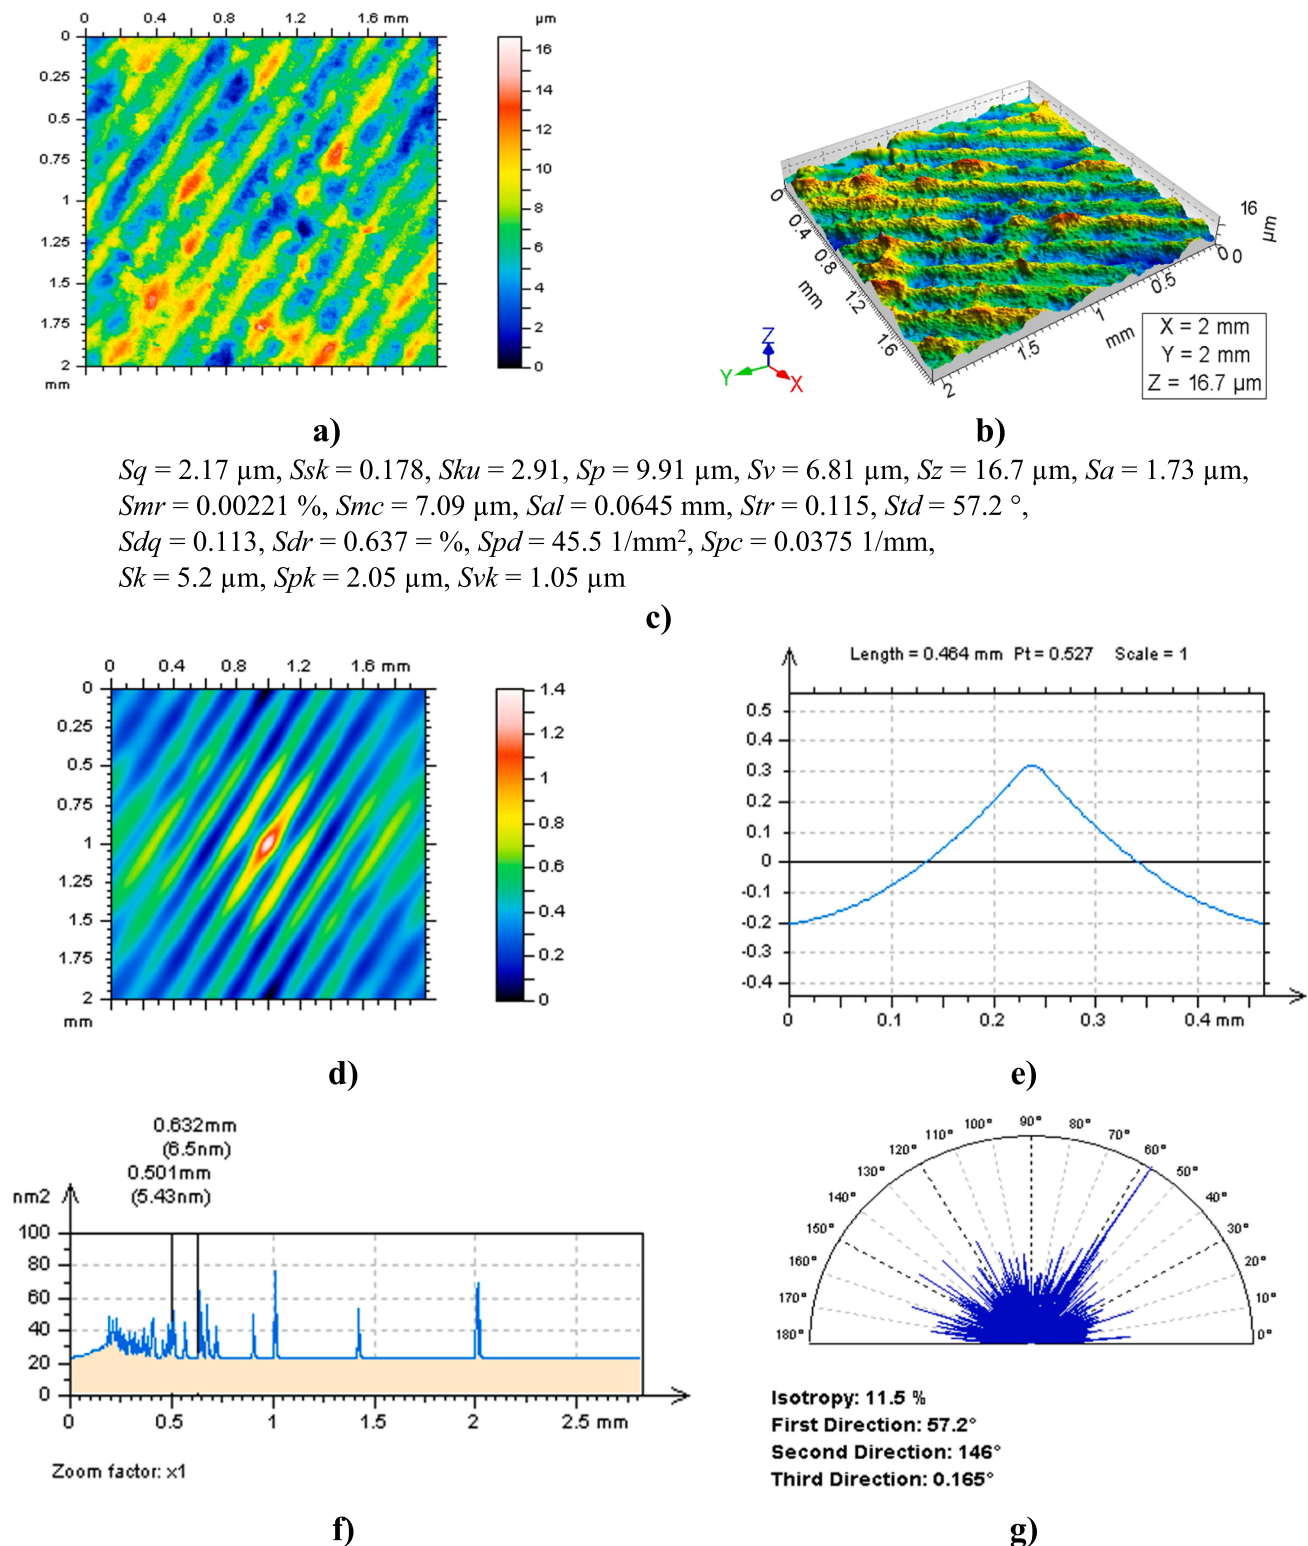 0 0.4 0.8 1.2 1.6 mm
µm
0
0.25
0.5
0.75
1
1.25
1.5
1.75
2
mm
16
14
12
10
8
6
4
2
0
0
0.4
0.8
mm
1.2
1.6
2
1.5
mm
1
0.5
0
0
16
µm
Z
Y
X
X = 2 mm
Y = 2 mm
Z = 16.7 µm
a)
b)
Sq = 2.17 µm, Ssk = 0.178, Sku = 2.91, Sp = 9.91 µm, Sv = 6.81 µm, Sz = 16.7 µm, Sa = 1.73 µm,
Smr = 0.00221 %, Smc = 7.09 µm, Sal = 0.0645 mm, Str = 0.115, Std = 57.2 °,
Sdq = 0.113, Sdr = 0.637 = %, Spd = 45.5 1/mm², Spc = 0.0375 1/mm,
Sk = 5.2 µm, Spk = 2.05 µm, Svk = 1.05 µm
c)
0 0.4 0.8 1.2 1.6 mm
0
0.25
0.5
0.75
1
1.25
1.5
1.75
2
mm
1.4
1.2
1
0.8
0.6
0.4
0.2
0
Length = 0.464 mm Pt = 0.527 Scale = 1
0.5
0.4
0.3
0.2
0.1
0
-0.1
-0.2
-0.3
-0.4
0 0.1 0.2 0.3 0.4 mm
d)
e)
0.632mm
(6.5nm)
0.501mm
(5.43nm)
nm2
100
80
60
40
20
0
0 0.5 1 1.5 2 2.5 mm
Zoom factor: x1
180°
170°
160°
150°
140°
130°
120°
110°
100°
90°
80°
70°
60°
50°
40°
30°
20°
10°
0°
Isotropy: 11.5 %
First Direction: 57.2°
Second Direction: 146°
Third Direction: 0.165°
f)
g)